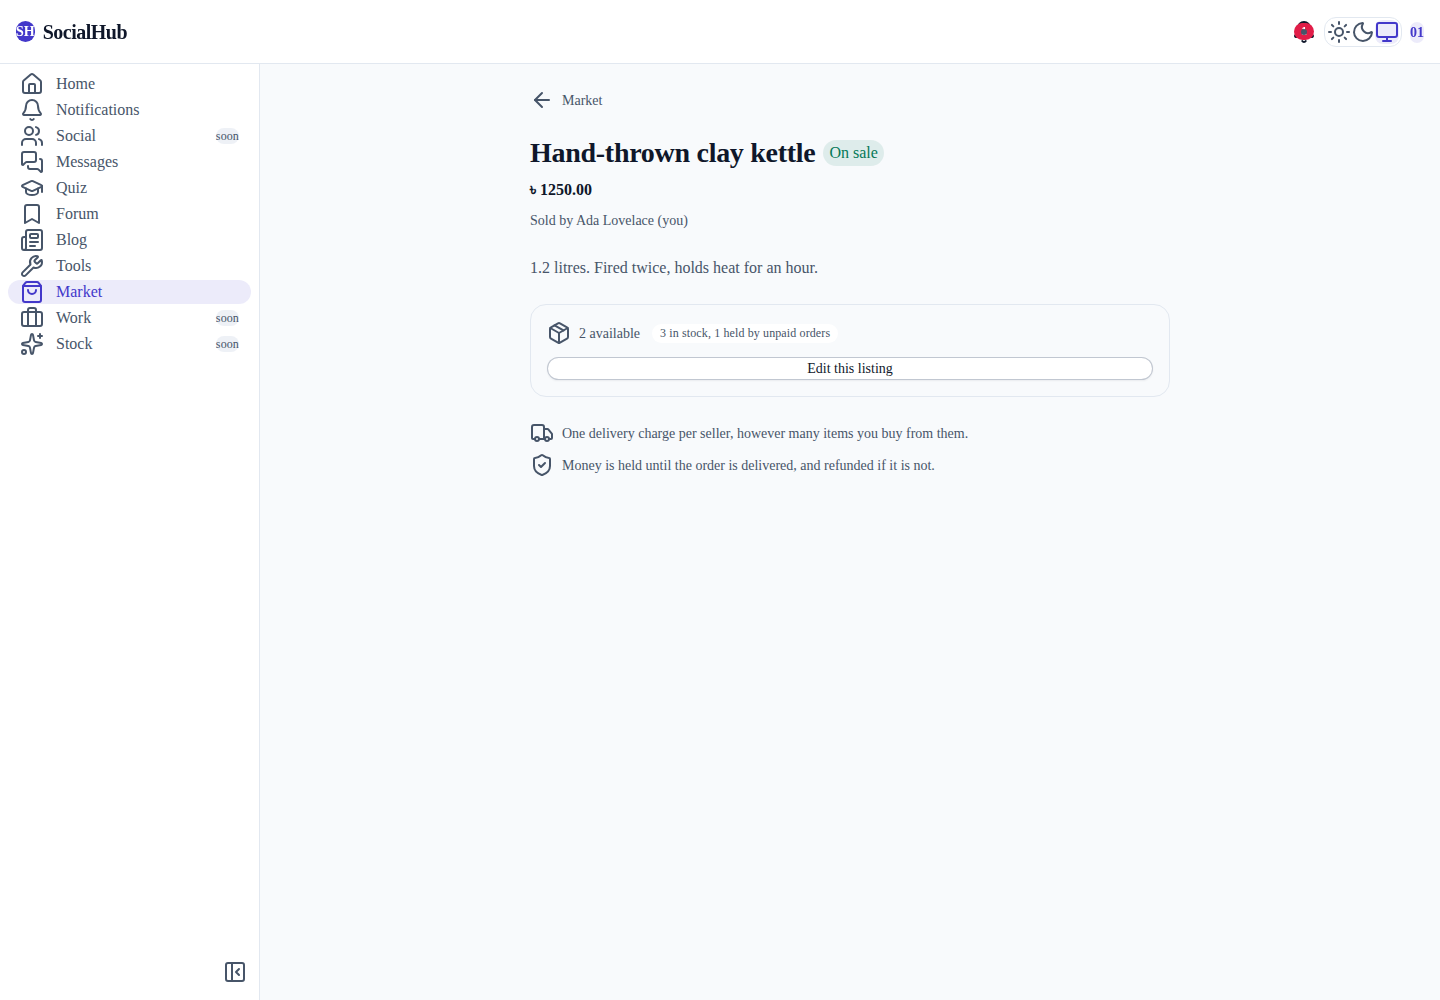 SH SocialHub
01
Home
Notifications
Social soon
Messages
Quiz
Forum
Blog
Tools
Market
Work soon
Stock soon
Market
Hand-thrown clay kettle On sale
৳ 1250.00
Sold by Ada Lovelace (you)
1.2 litres. Fired twice, holds heat for an hour.
2 available 3 in stock, 1 held by unpaid orders
Edit this listing
One delivery charge per seller, however many items you buy from them.
Money is held until the order is delivered, and refunded if it is not.